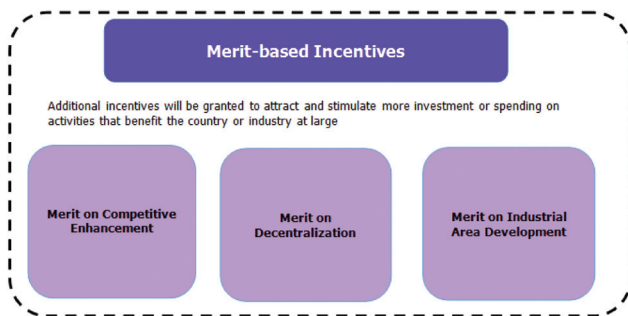 Merit-based Incentives
Additional incentives will be granted to attract and stimulate more investment or spending on
activities that benefit the country or industry at large
Merit on Competitive
Enhancement
Merit on
Decentralization
Merit on Industrial
Area Development